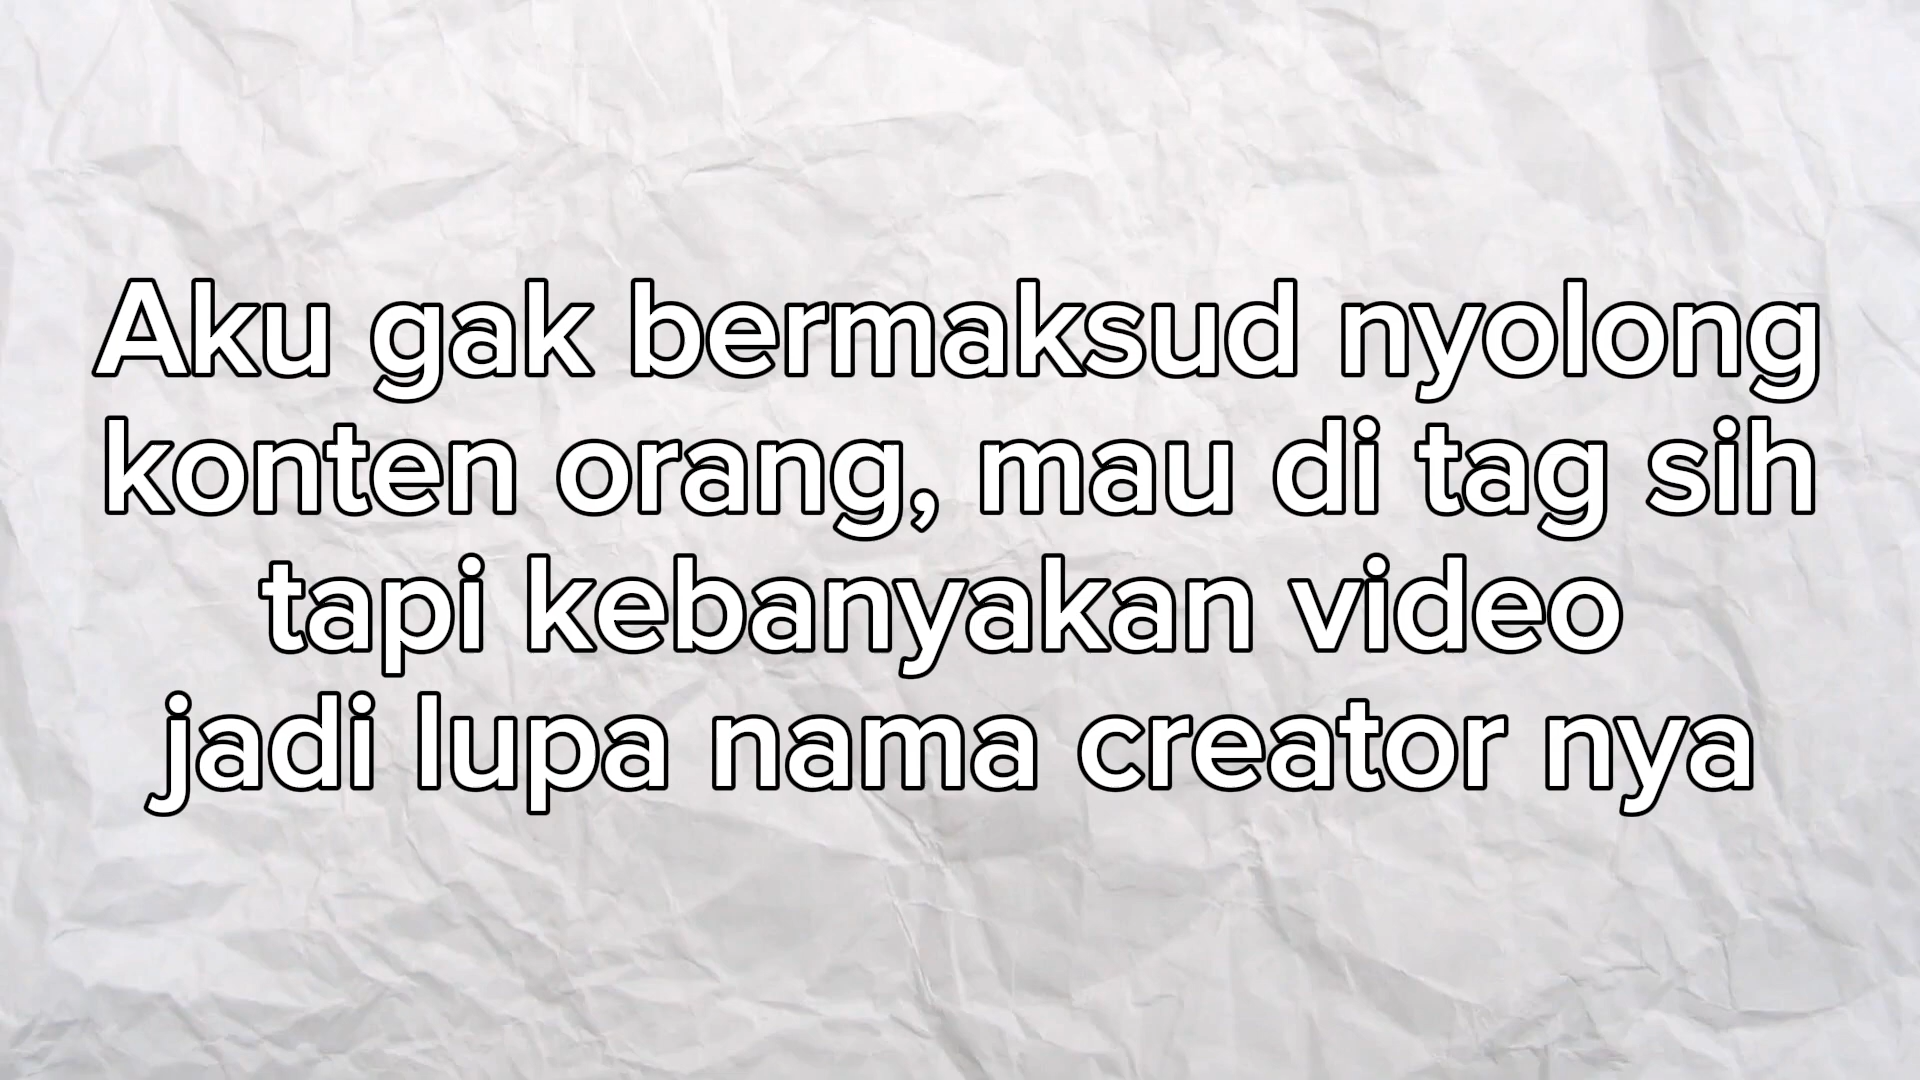 Aku gak bermaksud nyolong
konten orang, mau di tag sih
tapi kebanyakan video
jadi lupa nama creator nya